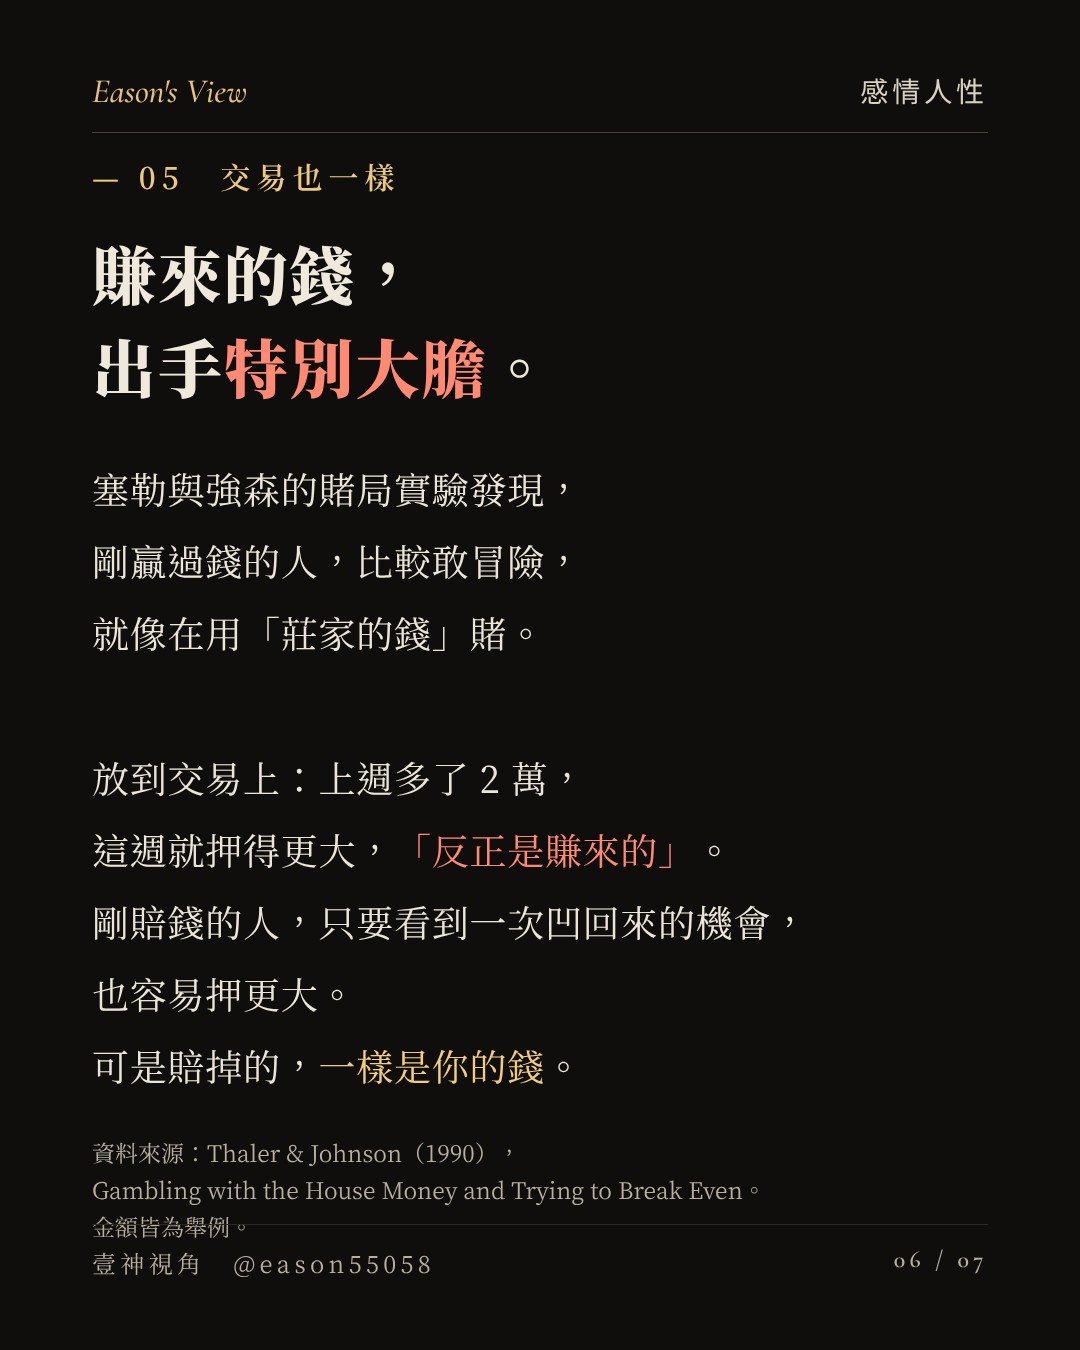 Eason's View
感情人性
— 05 交易也一樣
賺來的錢，
出手特別大膽。
塞勒與強森的賭局實驗發現，
剛贏過錢的人，比較敢冒險，
就像在用「莊家的錢」賭。
放到交易上：上週多了 2 萬，
這週就押得更大，「反正是賺來的」。
剛賠錢的人，只要看到一次凹回來的機會，
也容易押更大。
可是賠掉的，一樣是你的錢。
資料來源：Thaler & Johnson（1990），
Gambling with the House Money and Trying to Break Even。
金額皆為舉例。
壹神視角 @eason55058
06 / 07